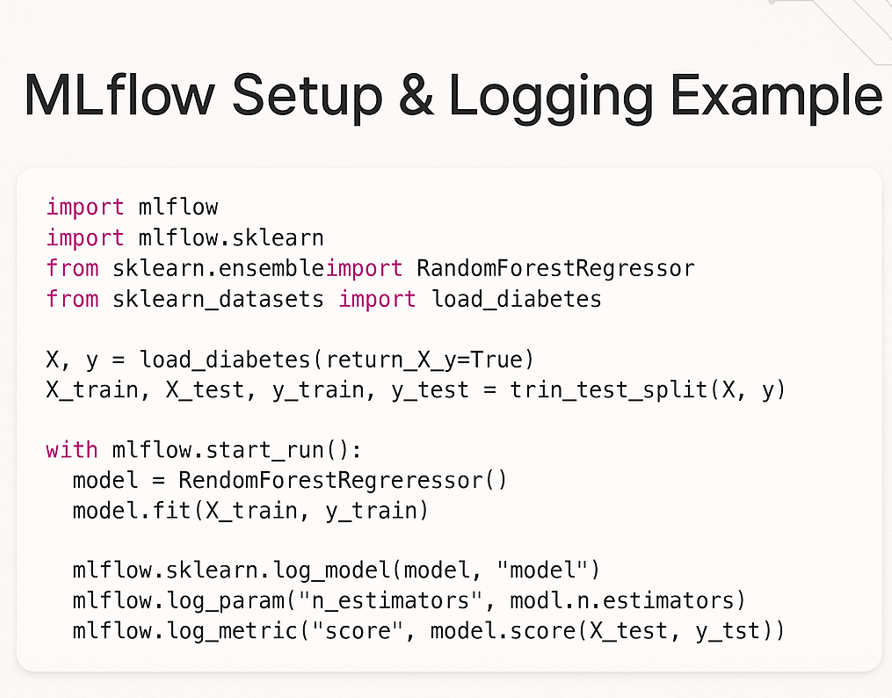 MLflow Setup & Logging Example
import mlflow
import mlflow.sklearn
from sklearn.ensembleimport RandomForestRegressor
from sklearn_datasets import load_diabetes
X, y = load_diabetes(return_X_y=True)
X_train, X_test, y_train, y_test = trin_test_split(X, y)
with mlflow.start_run():
model = RendomForestRegreressor()
model.fit(X_train, y_train)
mlflow.sklearn.log_model(model, "model")
mlflow.log_param("n_estimators", modl.n.estimators)
mlflow.log_metric("score", model.score(X_test, y_tst))